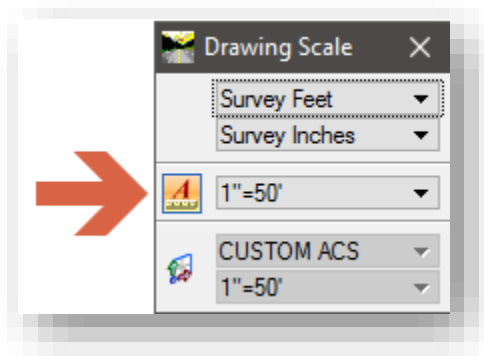 Drawing Scale
Survey Feet
Survey Inches
A
1"=50'
CUSTOM ACS
1"=50'